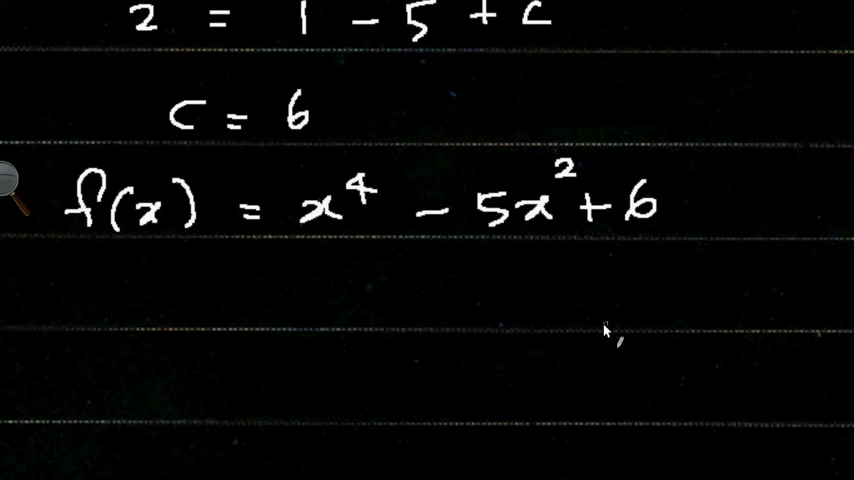 2 = 1 - 5 + c
c = 6
f(x) = x⁴ - 5x² + 6